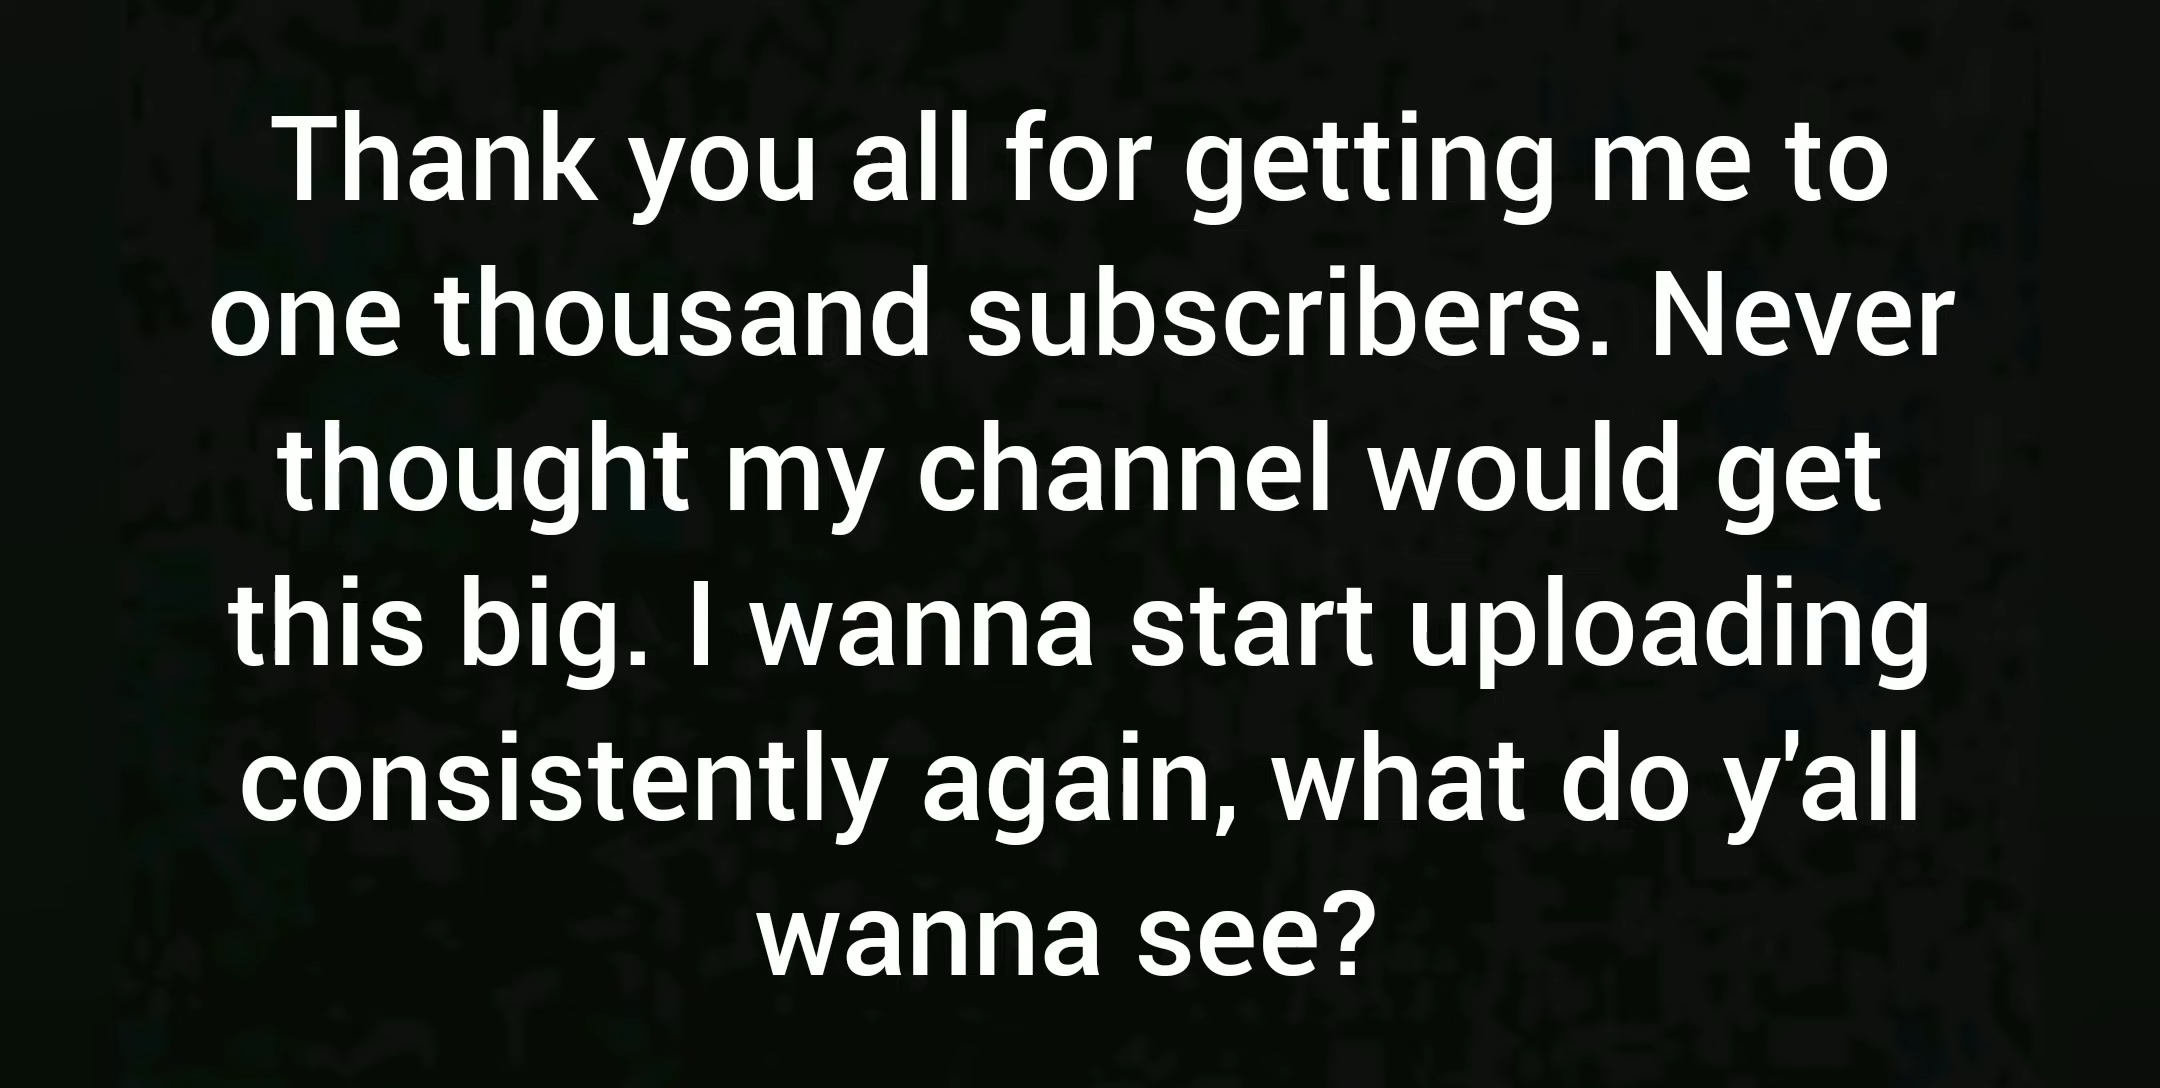 Thank you all for getting me to
one thousand subscribers. Never
thought my channel would get
this big. I wanna start uploading
consistently again, what do y'all
wanna see?